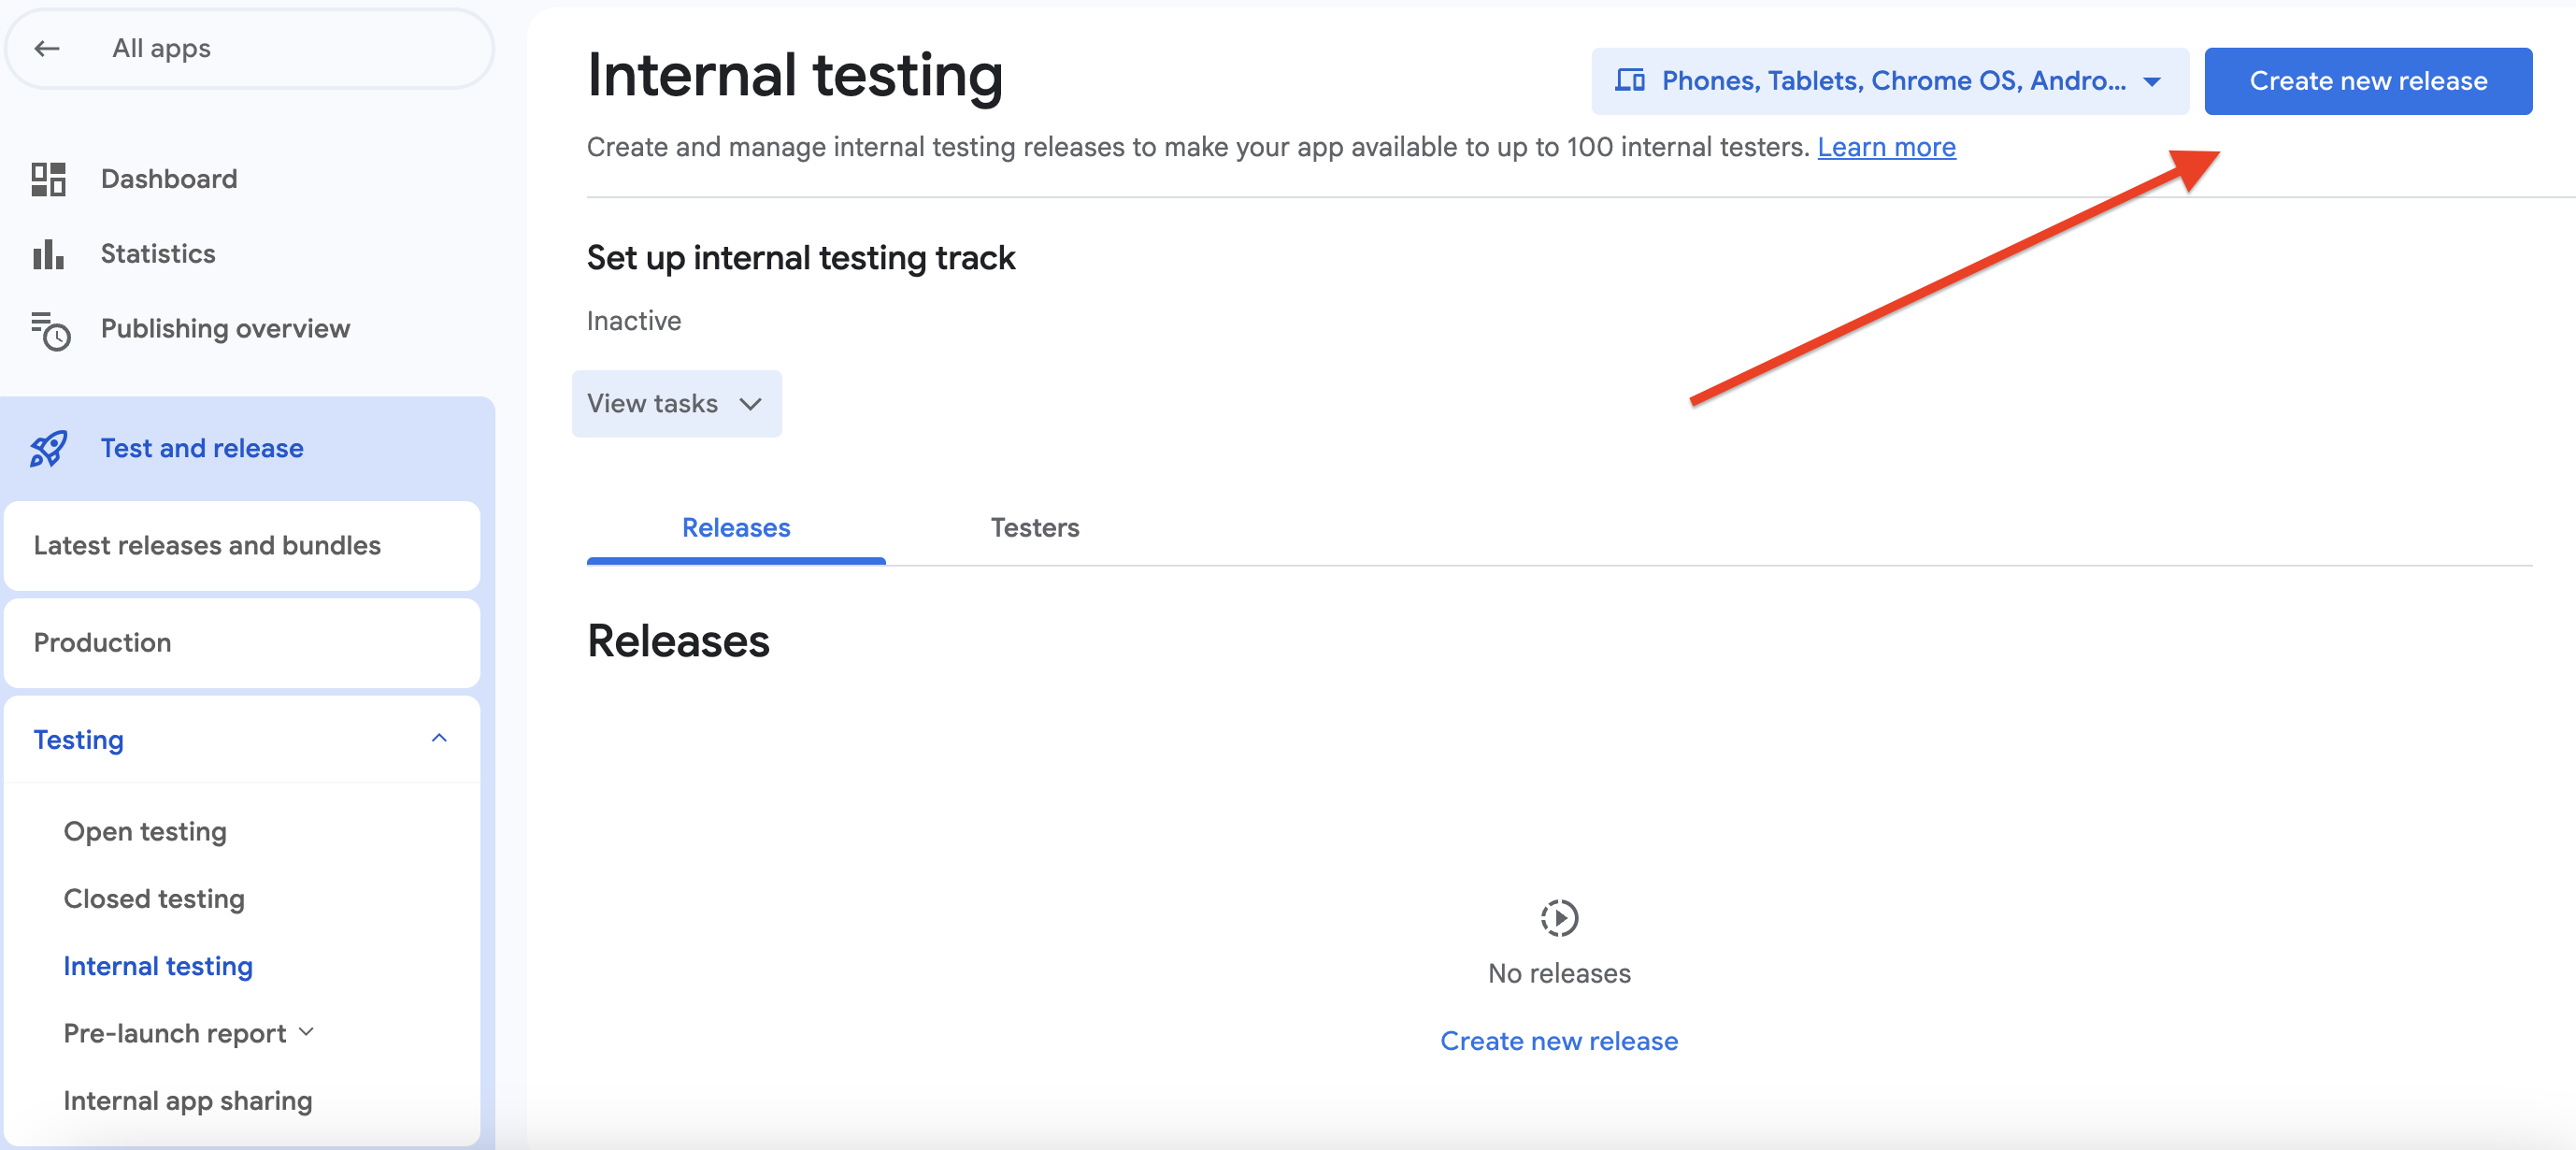 All apps
Dashboard
Statistics
Publishing overview
Test and release
Latest releases and bundles
Production
Testing
Open testing
Closed testing
Internal testing
Pre-launch report
Internal app sharing
Internal testing
Phones, Tablets, Chrome OS, Andro...
Create new release
Create and manage internal testing releases to make your app available to up to 100 internal testers. Learn more
Set up internal testing track
Inactive
View tasks
Releases Testers
Releases
No releases
Create new release